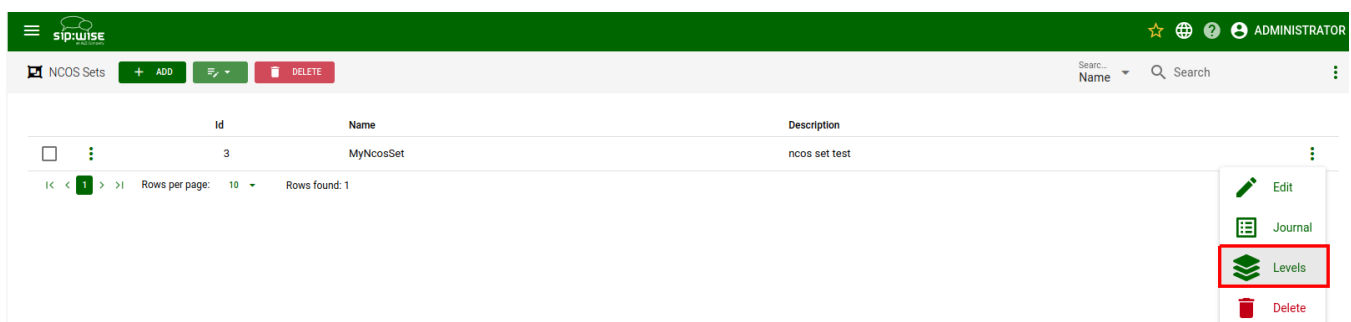 sip:wise
ADMINISTRATOR
NCOS Sets + ADD DELETE Searc... Name Search
Id Name Description
3 MyNcosSet ncos set test
1 Rows per page: 10 Rows found: 1
Edit
Journal
Levels
Delete